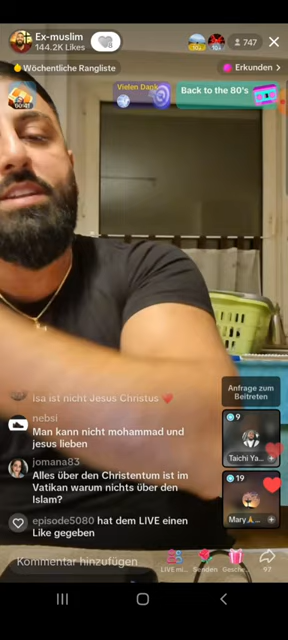 Ex-muslim
144.2K Likes
747
Wöchentliche Rangliste
Erkunden >
Vielen Dank
Back to the 80's
Isa ist nicht Jesus Christus ❤️
Anfrage zum
Beitreten
nebsi
Man kann nicht mohammad und
jesus lieben
9
Taichi Ya...
jomana83
Alles über den Christentum ist im
Vatikan warum nichts über den
Islam?
19
Mary🙏...
episode5080 hat dem LIVE einen
Like gegeben
Kommentar hinzufügen
LIVE mi...
Senden
Gesche...
97